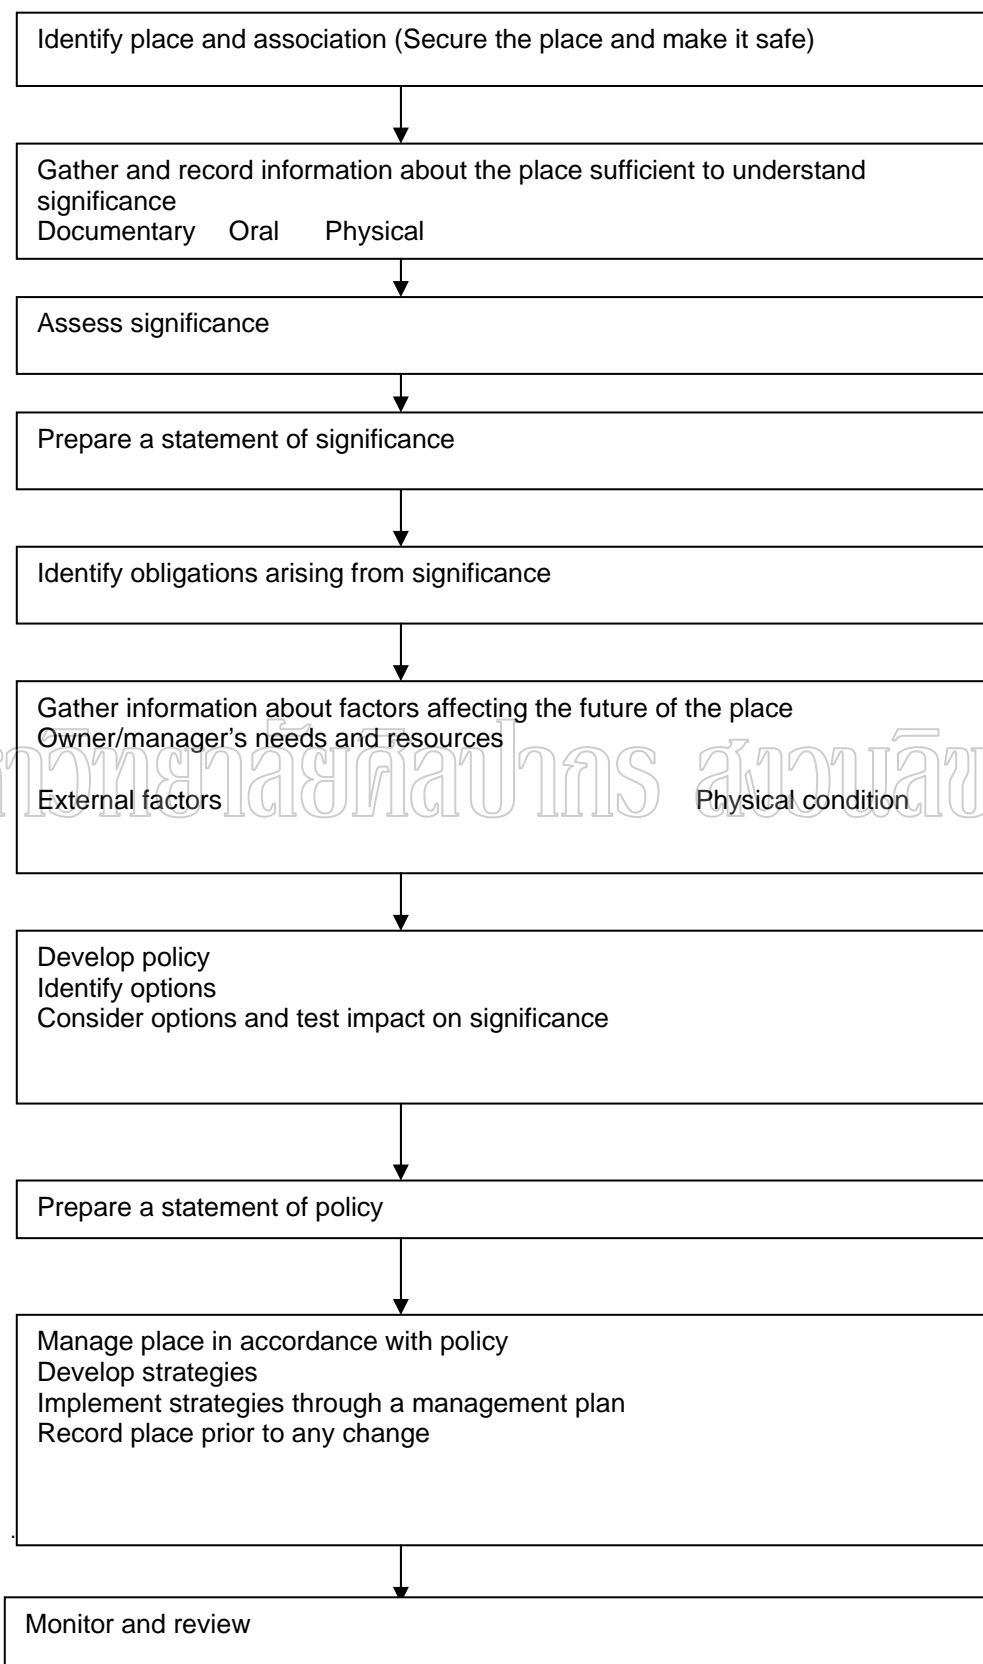 Identify place and association (Secure the place and make it safe)
Gather and record information about the place sufficient to understand
significance
Documentary Oral Physical
Assess significance
Prepare a statement of significance
Identify obligations arising from significance
Gather information about factors affecting the future of the place
Owner/manager's needs and resources
External factors Physical condition
Develop policy
Identify options
Consider options and test impact on significance
Prepare a statement of policy
Manage place in accordance with policy
Develop strategies
Implement strategies through a management plan
Record place prior to any change
.
Monitor and review